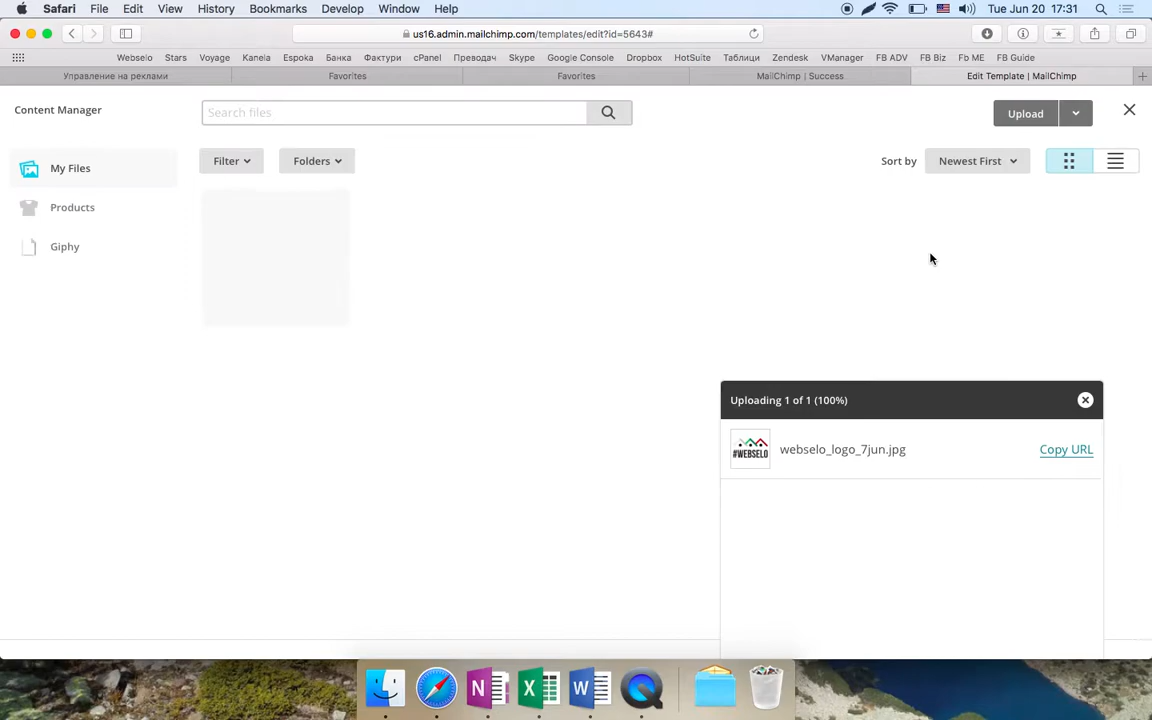 Safari File Edit View History Bookmarks Develop Window Help Tue Jun 20 17:31
us16.admin.mailchimp.com/templates/edit?id=5643#
Webselo Stars Voyage Kanela Espoka Банка Фактури cPanel Преводач Skype Google Console Dropbox HotSuite Таблици Zendesk VManager FB ADV FB Biz Fb ME FB Guide
Управление на реклами Favorites Favorites MailChimp | Success Edit Template | MailChimp
Content Manager Search files Upload
My Files Filter Folders Sort by Newest First
Products
Giphy
Uploading 1 of 1 (100%)
#WEBSELO webselo_logo_7jun.jpg Copy URL
N X W